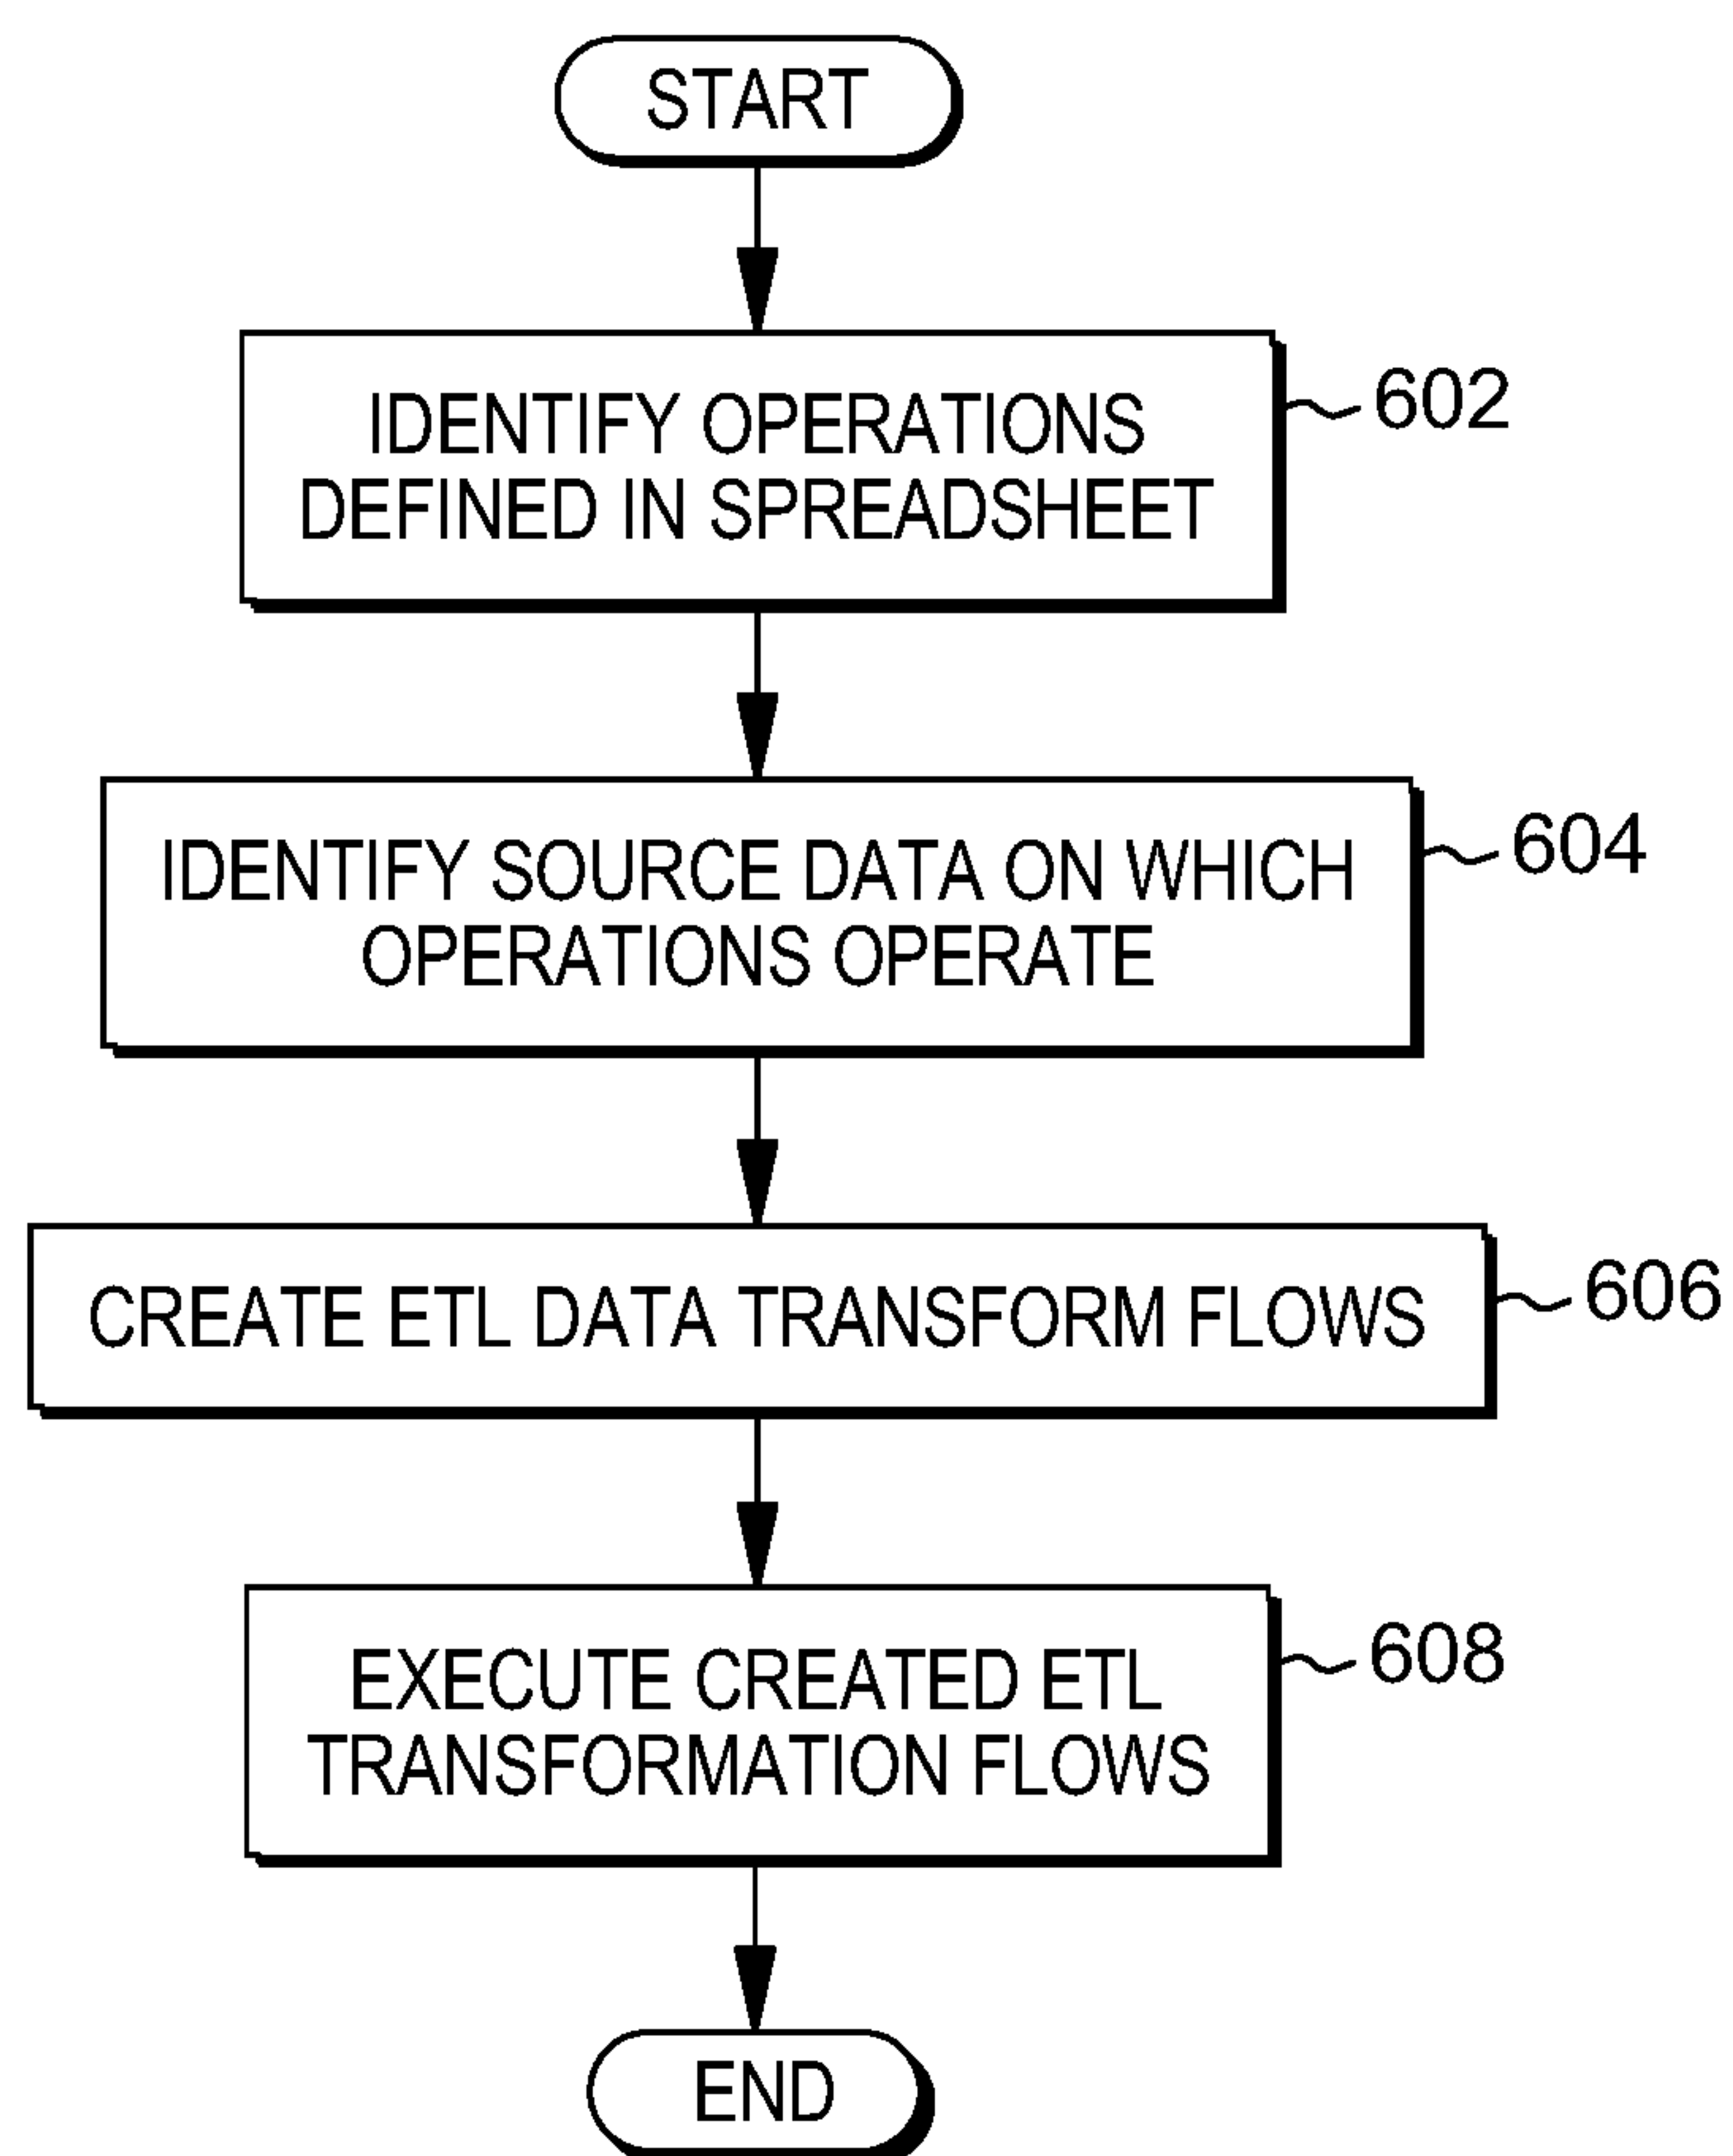 START
IDENTIFY OPERATIONS
DEFINED IN SPREADSHEET
602
IDENTIFY SOURCE DATA ON WHICH
OPERATIONS OPERATE
604
CREATE ETL DATA TRANSFORM FLOWS
606
EXECUTE CREATED ETL
TRANSFORMATION FLOWS
608
END